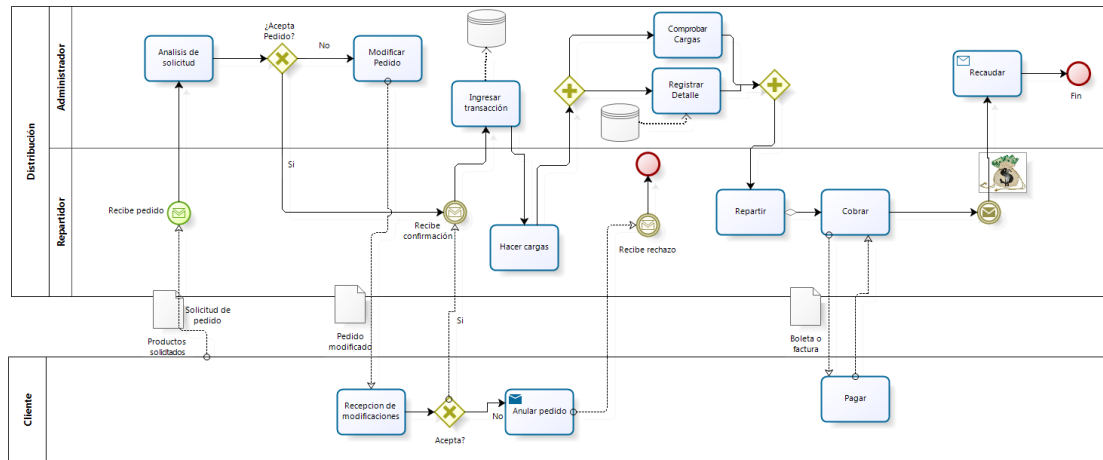 Distribución
Administrador
Analisis de
solicitud
¿Acepta
Pedido?
No
Modificar
Pedido
Ingresar
transacción
Comprobar
Cargas
Registrar
Detalle
Recaudar
Fin
Si
Repartidor
Recibe pedido
Recibe
confirmación
Hacer cargas
Recibe rechazo
Repartir
Cobrar
$
Solicitud de
pedido
Productos
solicitados
Pedido
modificado
Si
Boleta o
factura
Cliente
Recepcion de
modificaciones
Acepta?
No
Anular pedido
Pagar